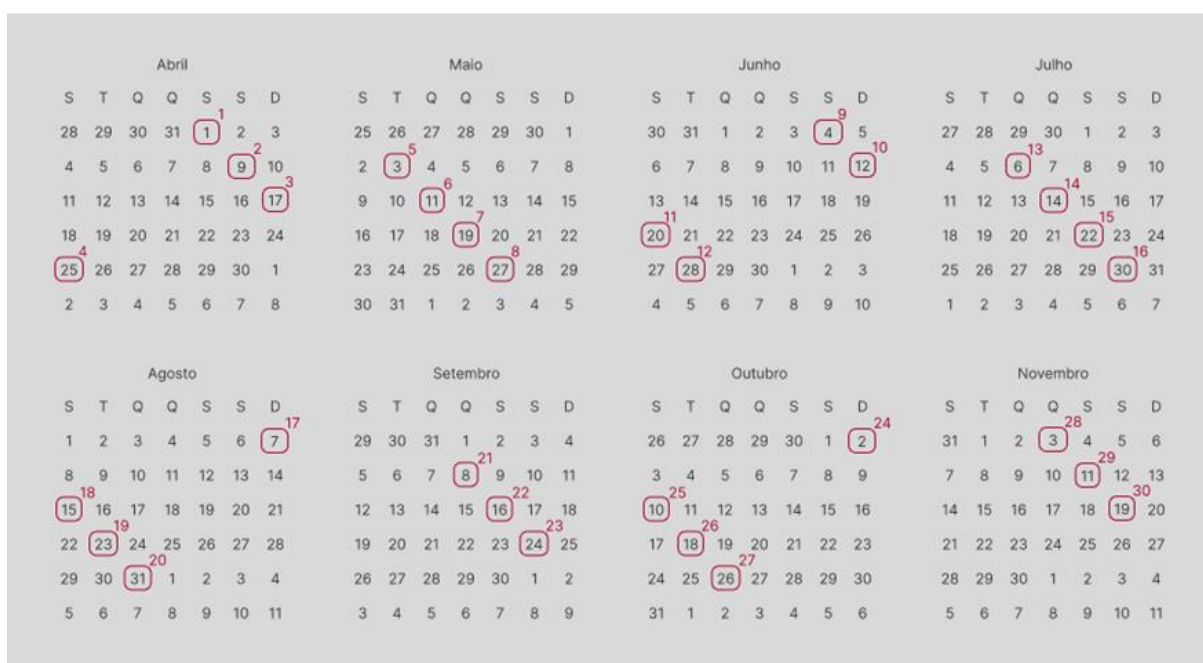 Abril Maio Junho Julho
S T Q Q S S D S T Q Q S S D S T Q Q S S D S T Q Q S S D
1 9
28 29 30 31 1 2 3 25 26 27 28 29 30 1 30 31 1 2 3 4 5 27 28 29 30 1 2 3
2 5 10 13
4 5 6 7 8 9 10 2 3 4 5 6 7 8 6 7 8 9 10 11 12 4 5 6 7 8 9 10
3 6 14
11 12 13 14 15 16 17 9 10 11 12 13 14 15 13 14 15 16 17 18 19 11 12 13 14 15 16 17
7 11 15
18 19 20 21 22 23 24 16 17 18 19 20 21 22 20 21 22 23 24 25 26 18 19 20 21 22 23 24
4 8 12 16
25 26 27 28 29 30 1 23 24 25 26 27 28 29 27 28 29 30 1 2 3 25 26 27 28 29 30 31
2 3 4 5 6 7 8 30 31 1 2 3 4 5 4 5 6 7 8 9 10 1 2 3 4 5 6 7
Agosto Setembro Outubro Novembro
S T Q Q S S D S T Q Q S S D S T Q Q S S D S T Q Q S S D
17 24 28
1 2 3 4 5 6 7 29 30 31 1 2 3 4 26 27 28 29 30 1 2 31 1 2 3 4 5 6
21 29
8 9 10 11 12 13 14 5 6 7 8 9 10 11 3 4 5 6 7 8 9 7 8 9 10 11 12 13
18 22 25 30
15 16 17 18 19 20 21 12 13 14 15 16 17 18 10 11 12 13 14 15 16 14 15 16 17 18 19 20
19 23 26
22 23 24 25 26 27 28 19 20 21 22 23 24 25 17 18 19 20 21 22 23 21 22 23 24 25 26 27
20 27
29 30 31 1 2 3 4 26 27 28 29 30 1 2 24 25 26 27 28 29 30 28 29 30 1 2 3 4
5 6 7 8 9 10 11 3 4 5 6 7 8 9 31 1 2 3 4 5 6 5 6 7 8 9 10 11